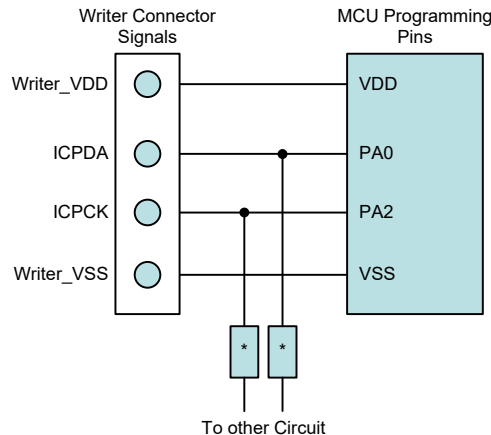 Writer Connector
Signals
MCU Programming
Pins
Writer_VDD
VDD
ICPDA
PA0
ICPCK
PA2
Writer_VSS
VSS
* *
To other Circuit